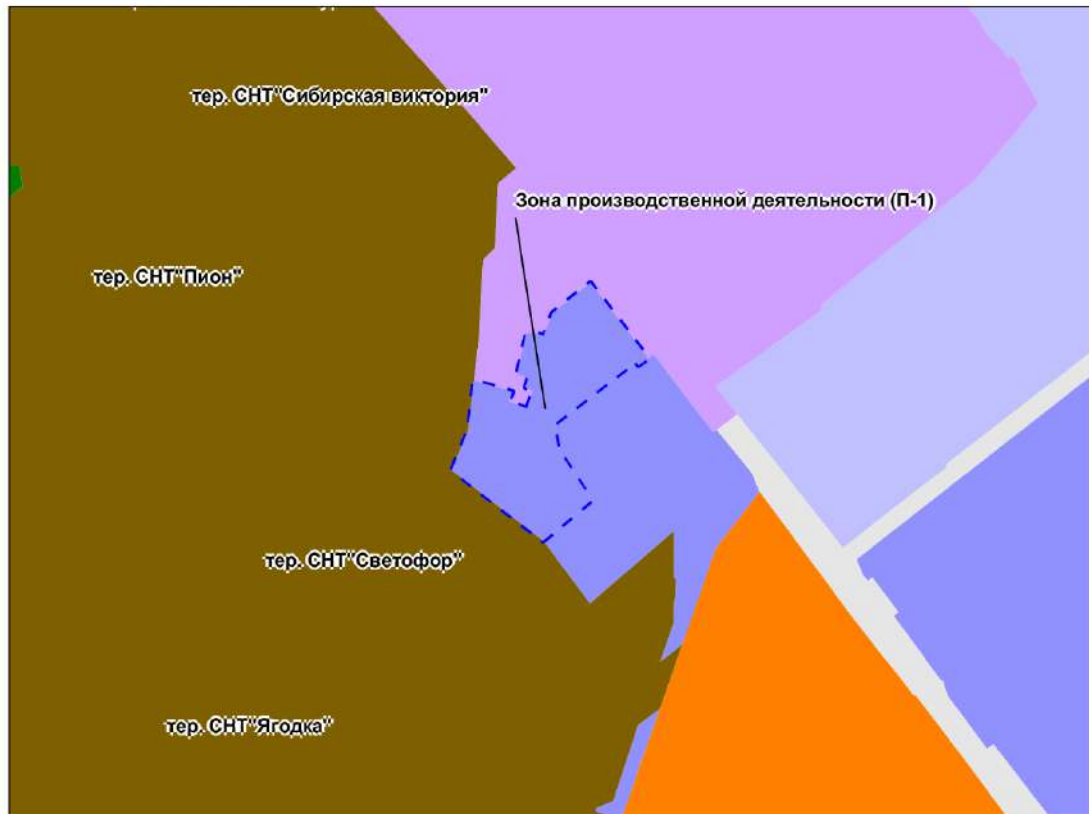 тер. СНТ"Сибирская виктория"
Зона производственной деятельности (П-1)
тер. СНТ"Пион"
тер. СНТ"Светофор"
тер. СНТ"Ягодка"